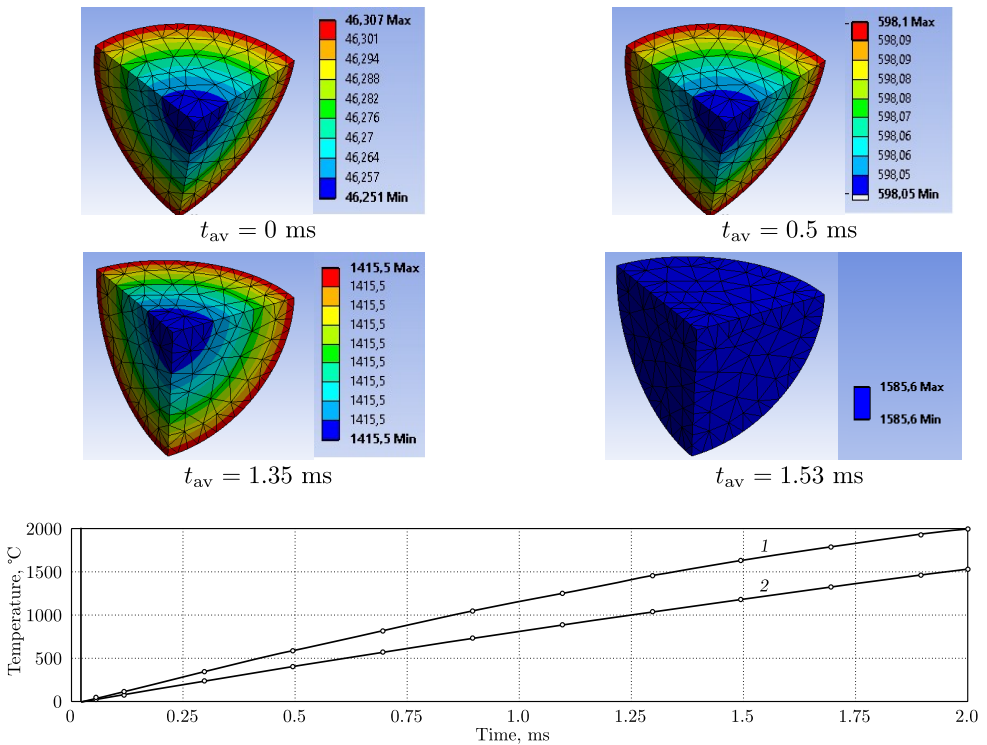 46,307 Max
46,301
46,294
46,288
46,282
46,276
46,27
46,264
46,257
46,251 Min
t_av = 0 ms
598,1 Max
598,09
598,09
598,08
598,08
598,07
598,06
598,06
598,05
598,05 Min
t_av = 0.5 ms
1415,5 Max
1415,5
1415,5
1415,5
1415,5
1415,5
1415,5
1415,5
1415,5
1415,5 Min
t_av = 1.35 ms
1585,6 Max
1585,6 Min
t_av = 1.53 ms
Temperature, °C
2000
1500
1000
500
0
1
2
0 0.25 0.5 0.75 1.0 1.25 1.5 1.75 2.0
Time, ms